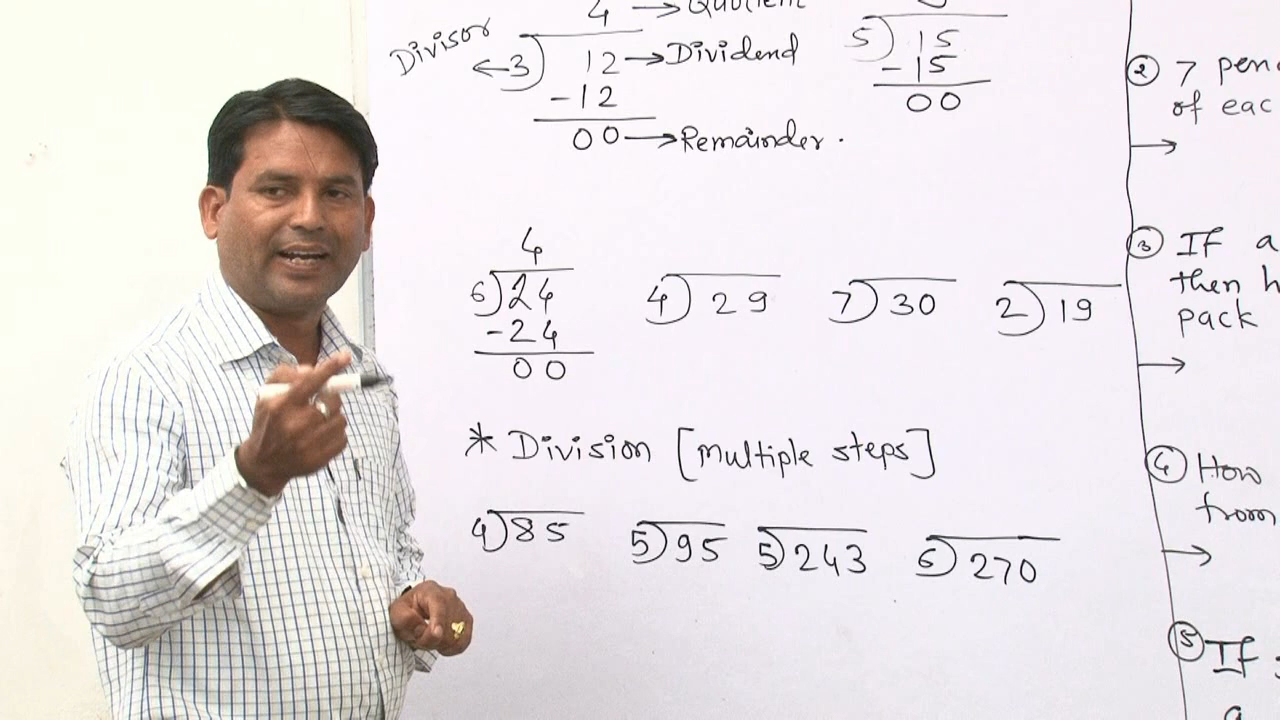 4 → Quotient
Divisor ← 3) 12 → Dividend
-12
00 → Remainder.
5) 15
-15
00
4
6) 24
-24
00
4) 29
7) 30
2) 19
* Division [multiple steps]
4) 85
5) 95
5) 243
6) 270
② 7
of
→
③ If a
then
pack
→
④ How
from
→
⑤ If
a